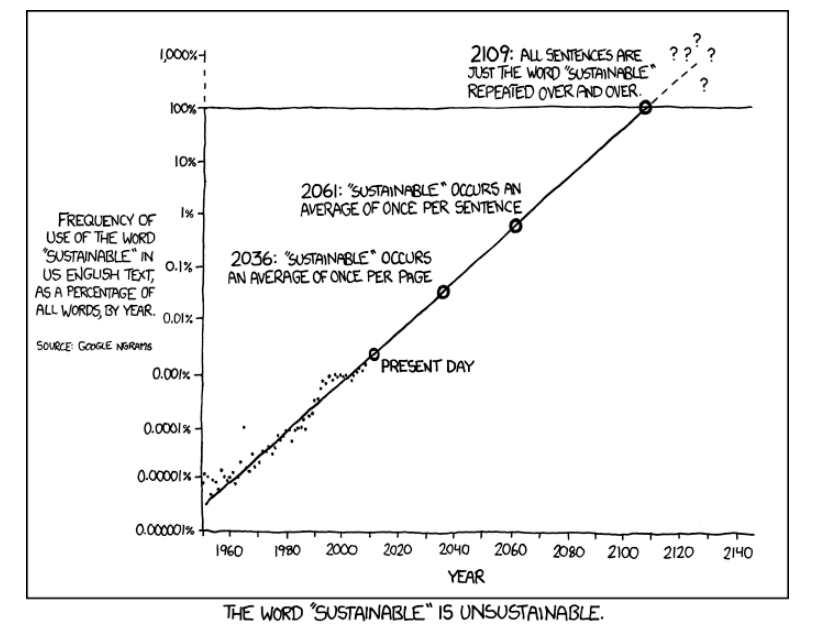 1,000%
2109: ALL SENTENCES ARE
JUST THE WORD "SUSTAINABLE"
REPEATED OVER AND OVER.
? ? ? ?
?
100%
10%
2061: "SUSTAINABLE" OCCURS AN
AVERAGE OF ONCE PER SENTENCE
1%
FREQUENCY OF
USE OF THE WORD
"SUSTAINABLE" IN
US ENGLISH TEXT,
AS A PERCENTAGE OF
ALL WORDS, BY YEAR.
SOURCE: GOOGLE NGRAMS
2036: "SUSTAINABLE" OCCURS
AN AVERAGE OF ONCE PER PAGE
0.1%
0.01%
PRESENT DAY
0.001%
0.0001%
0.00001%
0.000001%
1960 1980 2000 2020 2040 2060 2080 2100 2120 2140
YEAR
THE WORD "SUSTAINABLE" IS UNSUSTAINABLE.